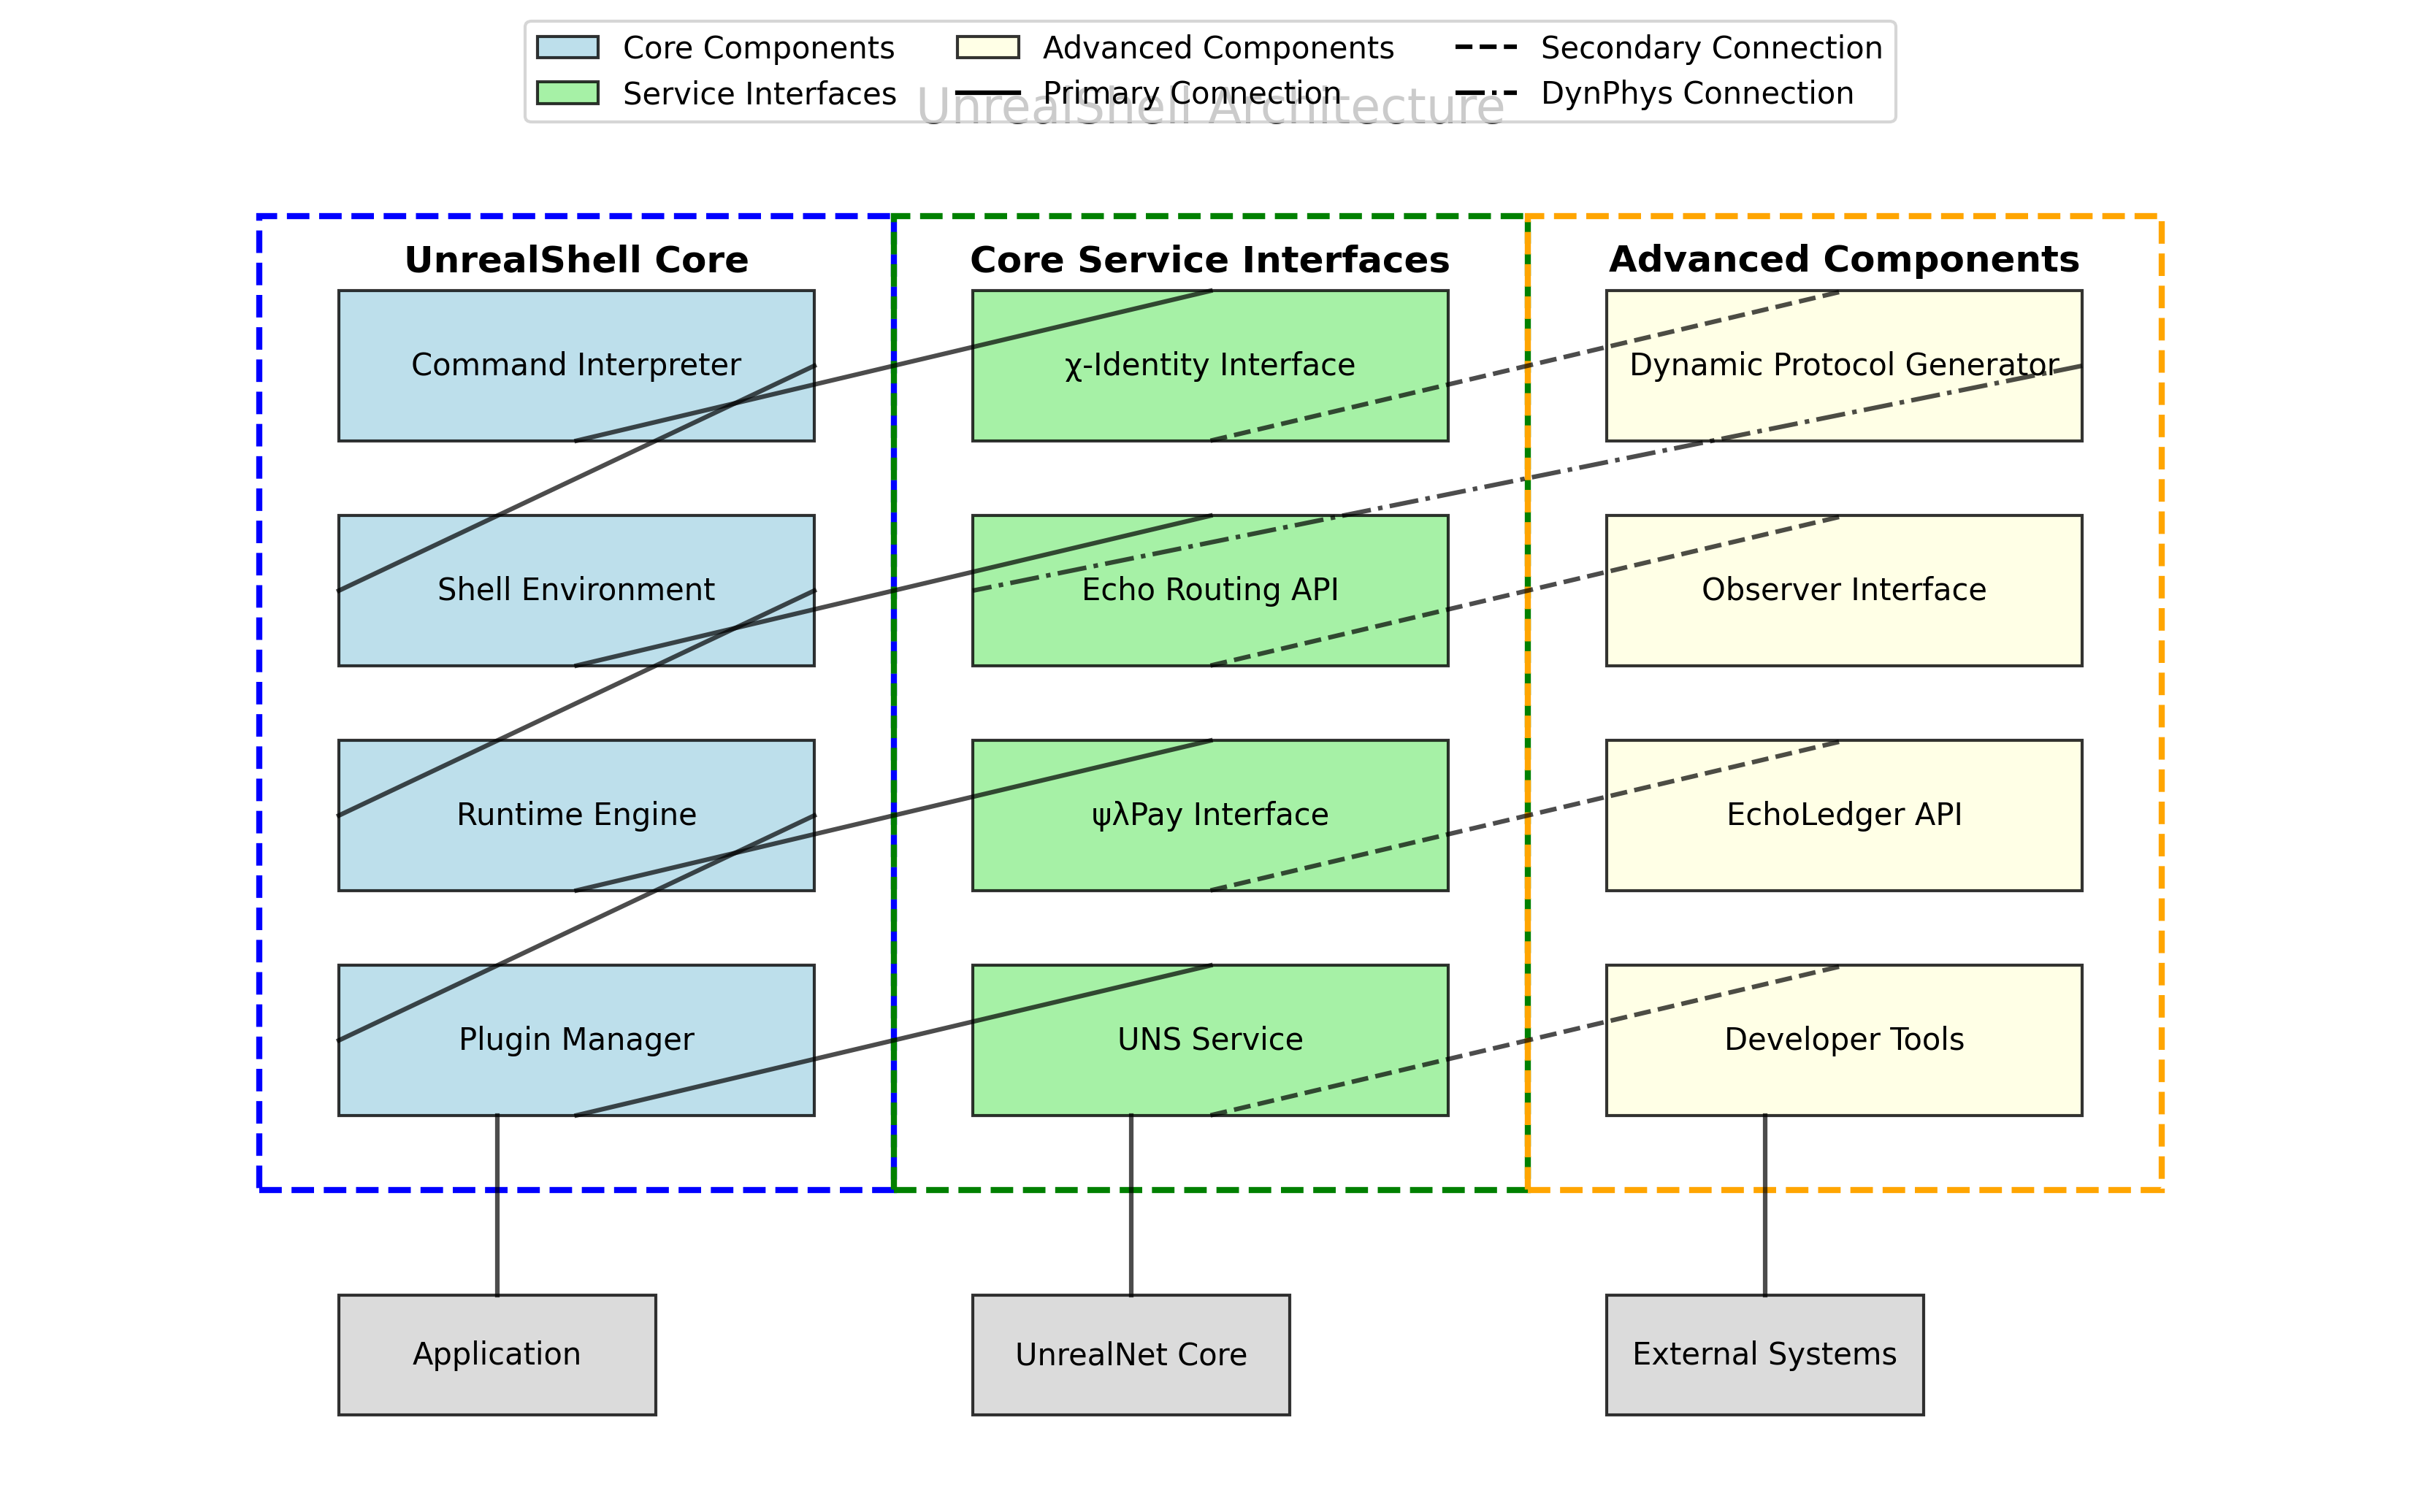 Core Components
Service Interfaces
Advanced Components
Primary Connection
Secondary Connection
DynPhys Connection
UnrealShell Architecture
UnrealShell Core
Core Service Interfaces
Advanced Components
Command Interpreter
χ-Identity Interface
Dynamic Protocol Generator
Shell Environment
Echo Routing API
Observer Interface
Runtime Engine
ψλPay Interface
EchoLedger API
Plugin Manager
UNS Service
Developer Tools
Application
UnrealNet Core
External Systems